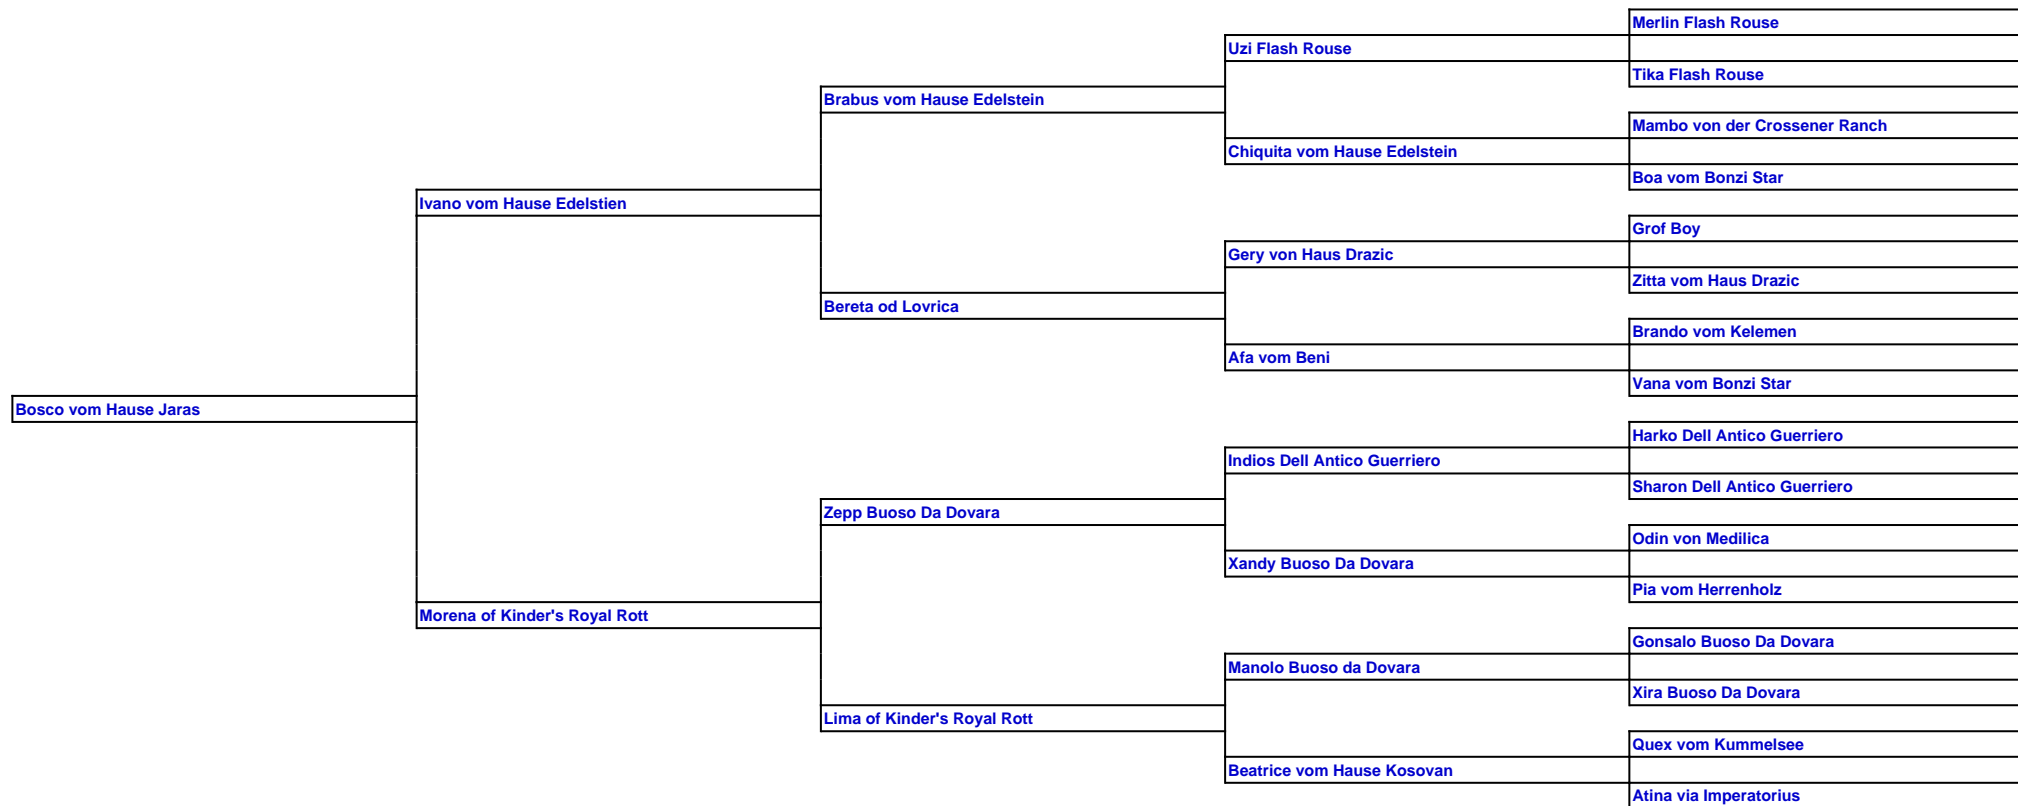 Merlin Flash Rouse
Uzi Flash Rouse
Tika Flash Rouse
Brabus vom Hause Edelstein
Mambo von der Crossener Ranch
Chiquita vom Hause Edelstein
Boa vom Bonzi Star
Ivano vom Hause Edelstien
Grof Boy
Gery von Haus Drazic
Zitta vom Haus Drazic
Bereta od Lovrica
Brando vom Kelemen
Afa vom Beni
Vana vom Bonzi Star
Bosco vom Hause Jaras
Harko Dell Antico Guerriero
Indios Dell Antico Guerriero
Sharon Dell Antico Guerriero
Zepp Buoso Da Dovara
Odin von Medilica
Xandy Buoso Da Dovara
Pia vom Herrenholz
Morena of Kinder's Royal Rott
Gonsalo Buoso Da Dovara
Manolo Buoso da Dovara
Xira Buoso Da Dovara
Lima of Kinder's Royal Rott
Quex vom Kummelsee
Beatrice vom Hause Kosovan
Atina via Imperatorius